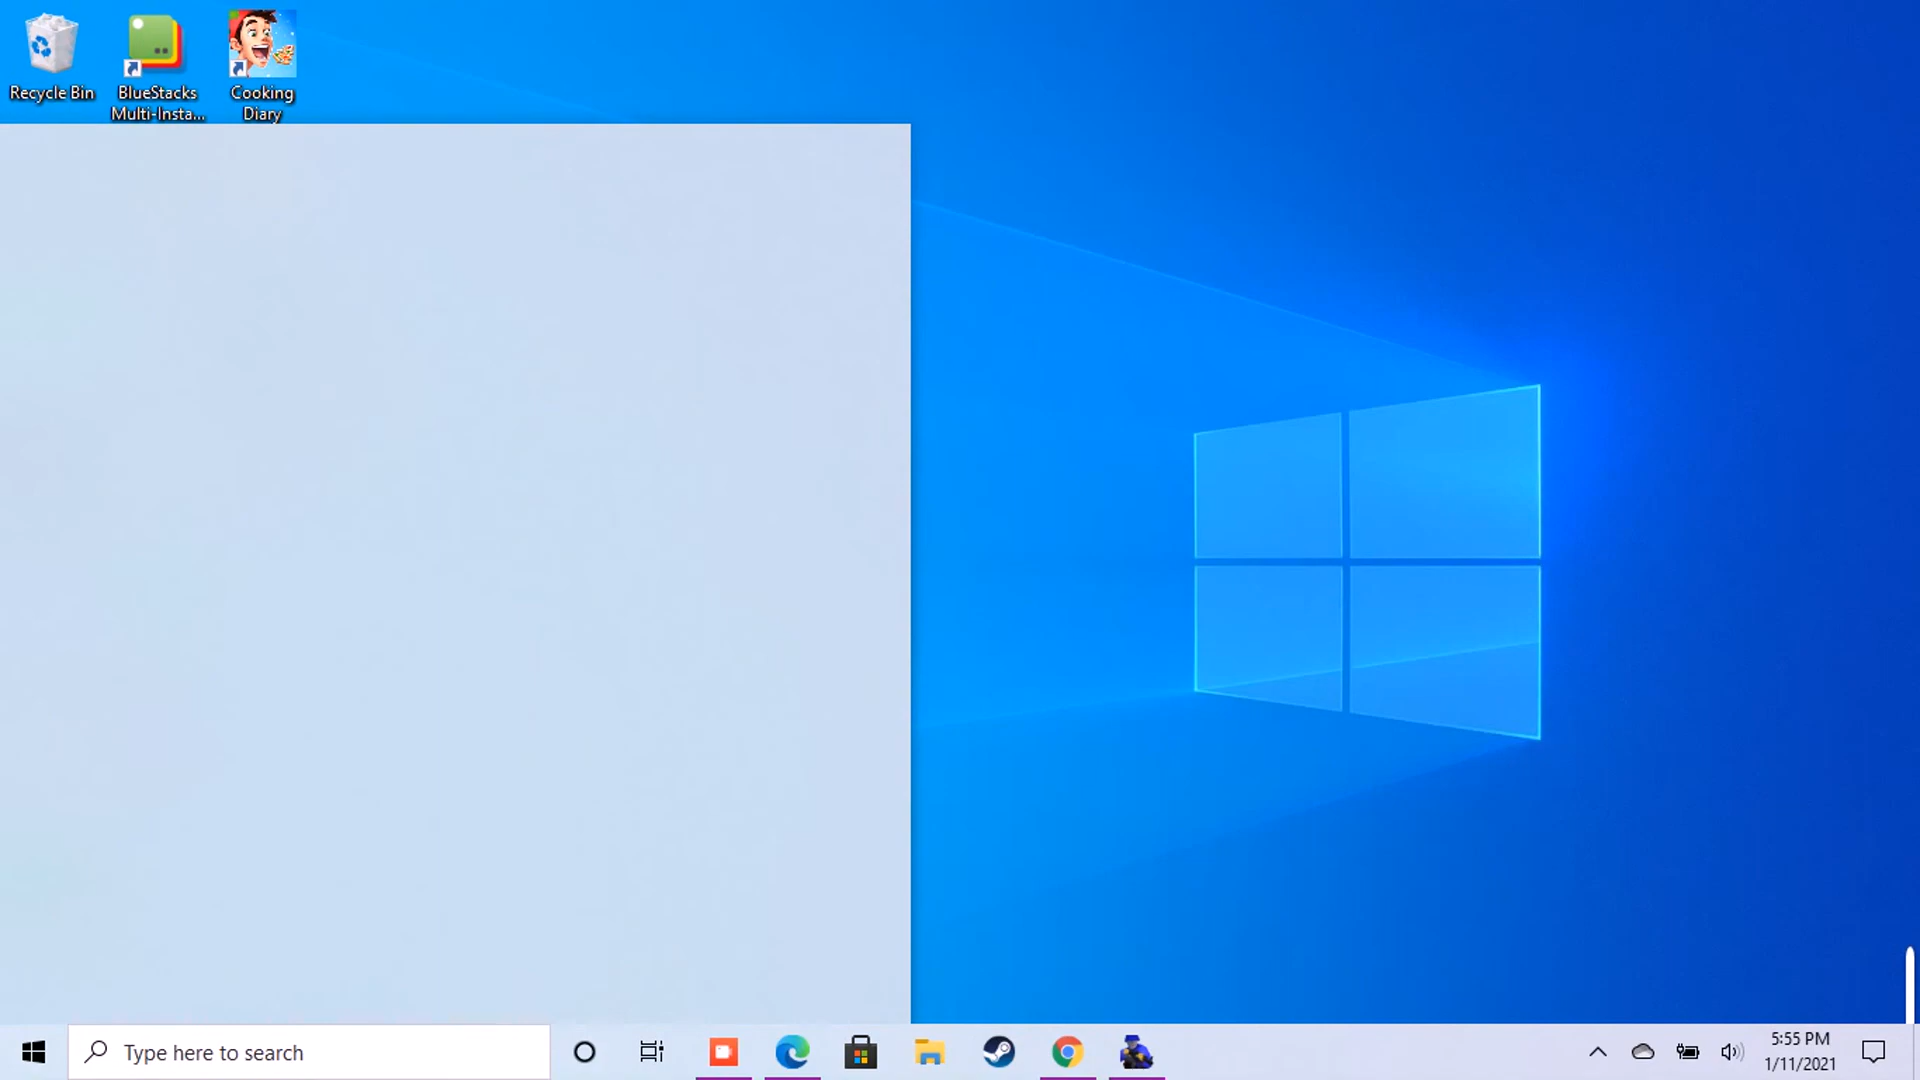 Recycle Bin
BlueStacks
Multi-Insta...
Cooking
Diary
Type here to search
5:55 PM
1/11/2021